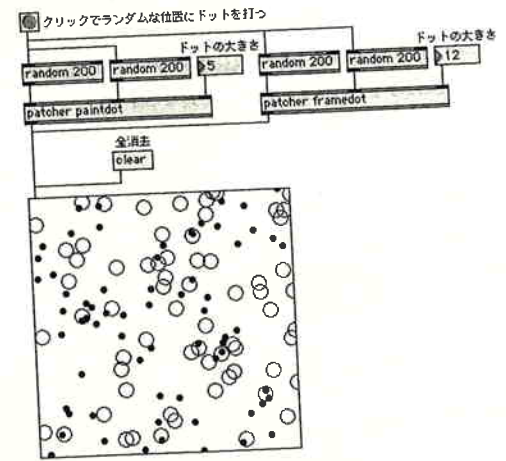 クリックでランダムな位置にドットを打つ
ドットの大きさ
ドットの大きさ
random 200 random 200 5 random 200 random 200 12
patcher paintdot patcher framedot
全消去
clear